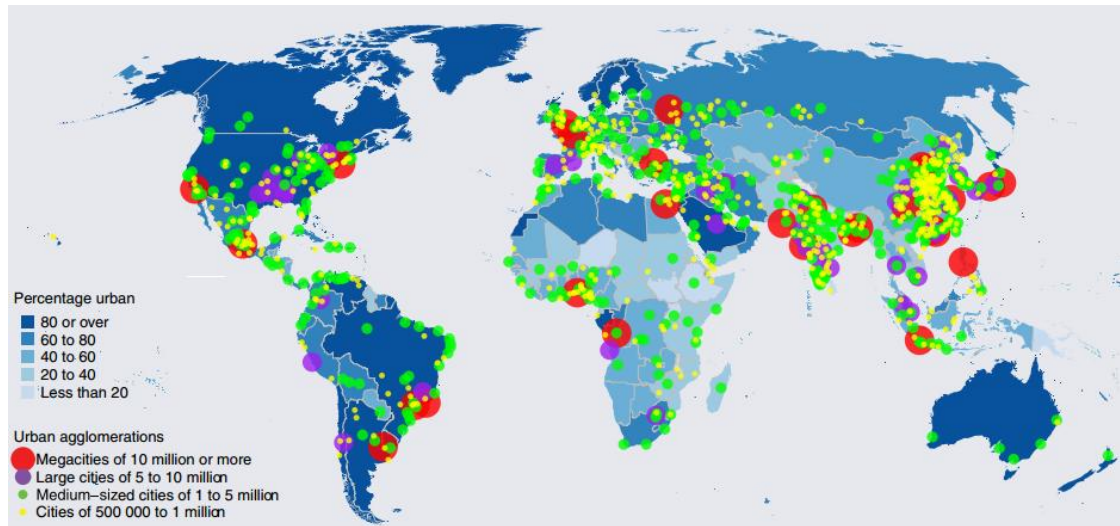 Percentage urban
80 or over
60 to 80
40 to 60
20 to 40
Less than 20
Urban agglomerations
Megacities of 10 million or more
Large cities of 5 to 10 million
Medium–sized cities of 1 to 5 million
Cities of 500 000 to 1 million